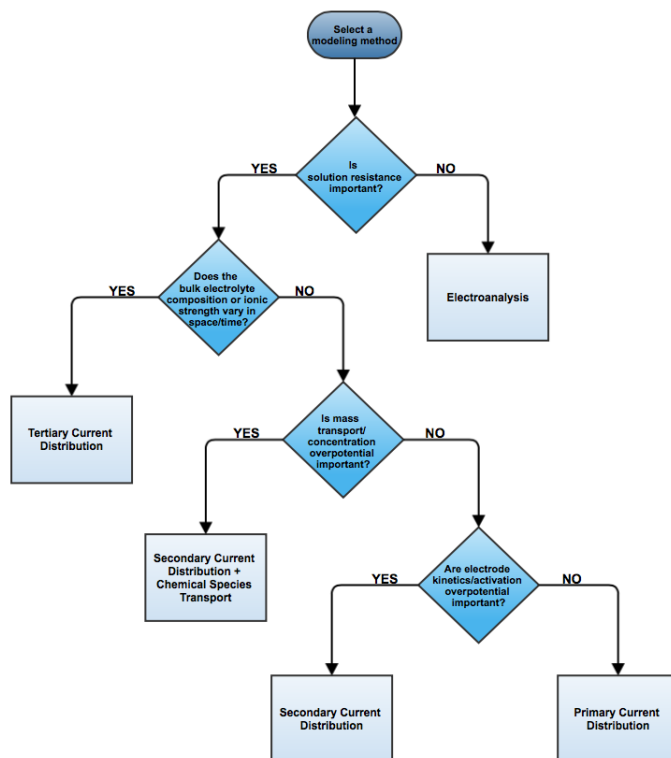 Select a
modeling method
Is
solution resistance
important?
YES
NO
Does the
bulk electrolyte
composition or ionic
strength vary in
space/time?
YES
NO
Electroanalysis
Tertiary Current
Distribution
Is mass
transport/
concentration
overpotential
important?
YES
NO
Secondary Current
Distribution +
Chemical Species
Transport
Are electrode
kinetics/activation
overpotential
important?
YES
NO
Secondary Current
Distribution
Primary Current
Distribution